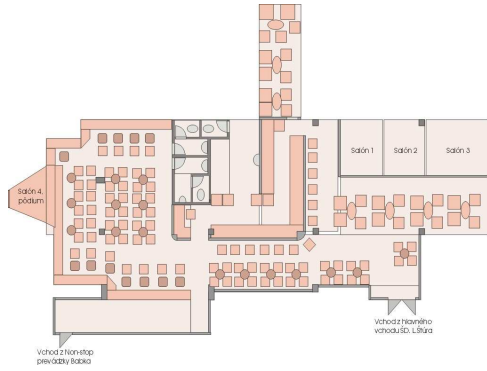 Salón 1
Salón 2
Salón 3
Salón 4,
pódium
Vchod z hlavného
vchodu ŠD. Ľ.Štúra
Vchod z Non-stop
prevádzky Babka